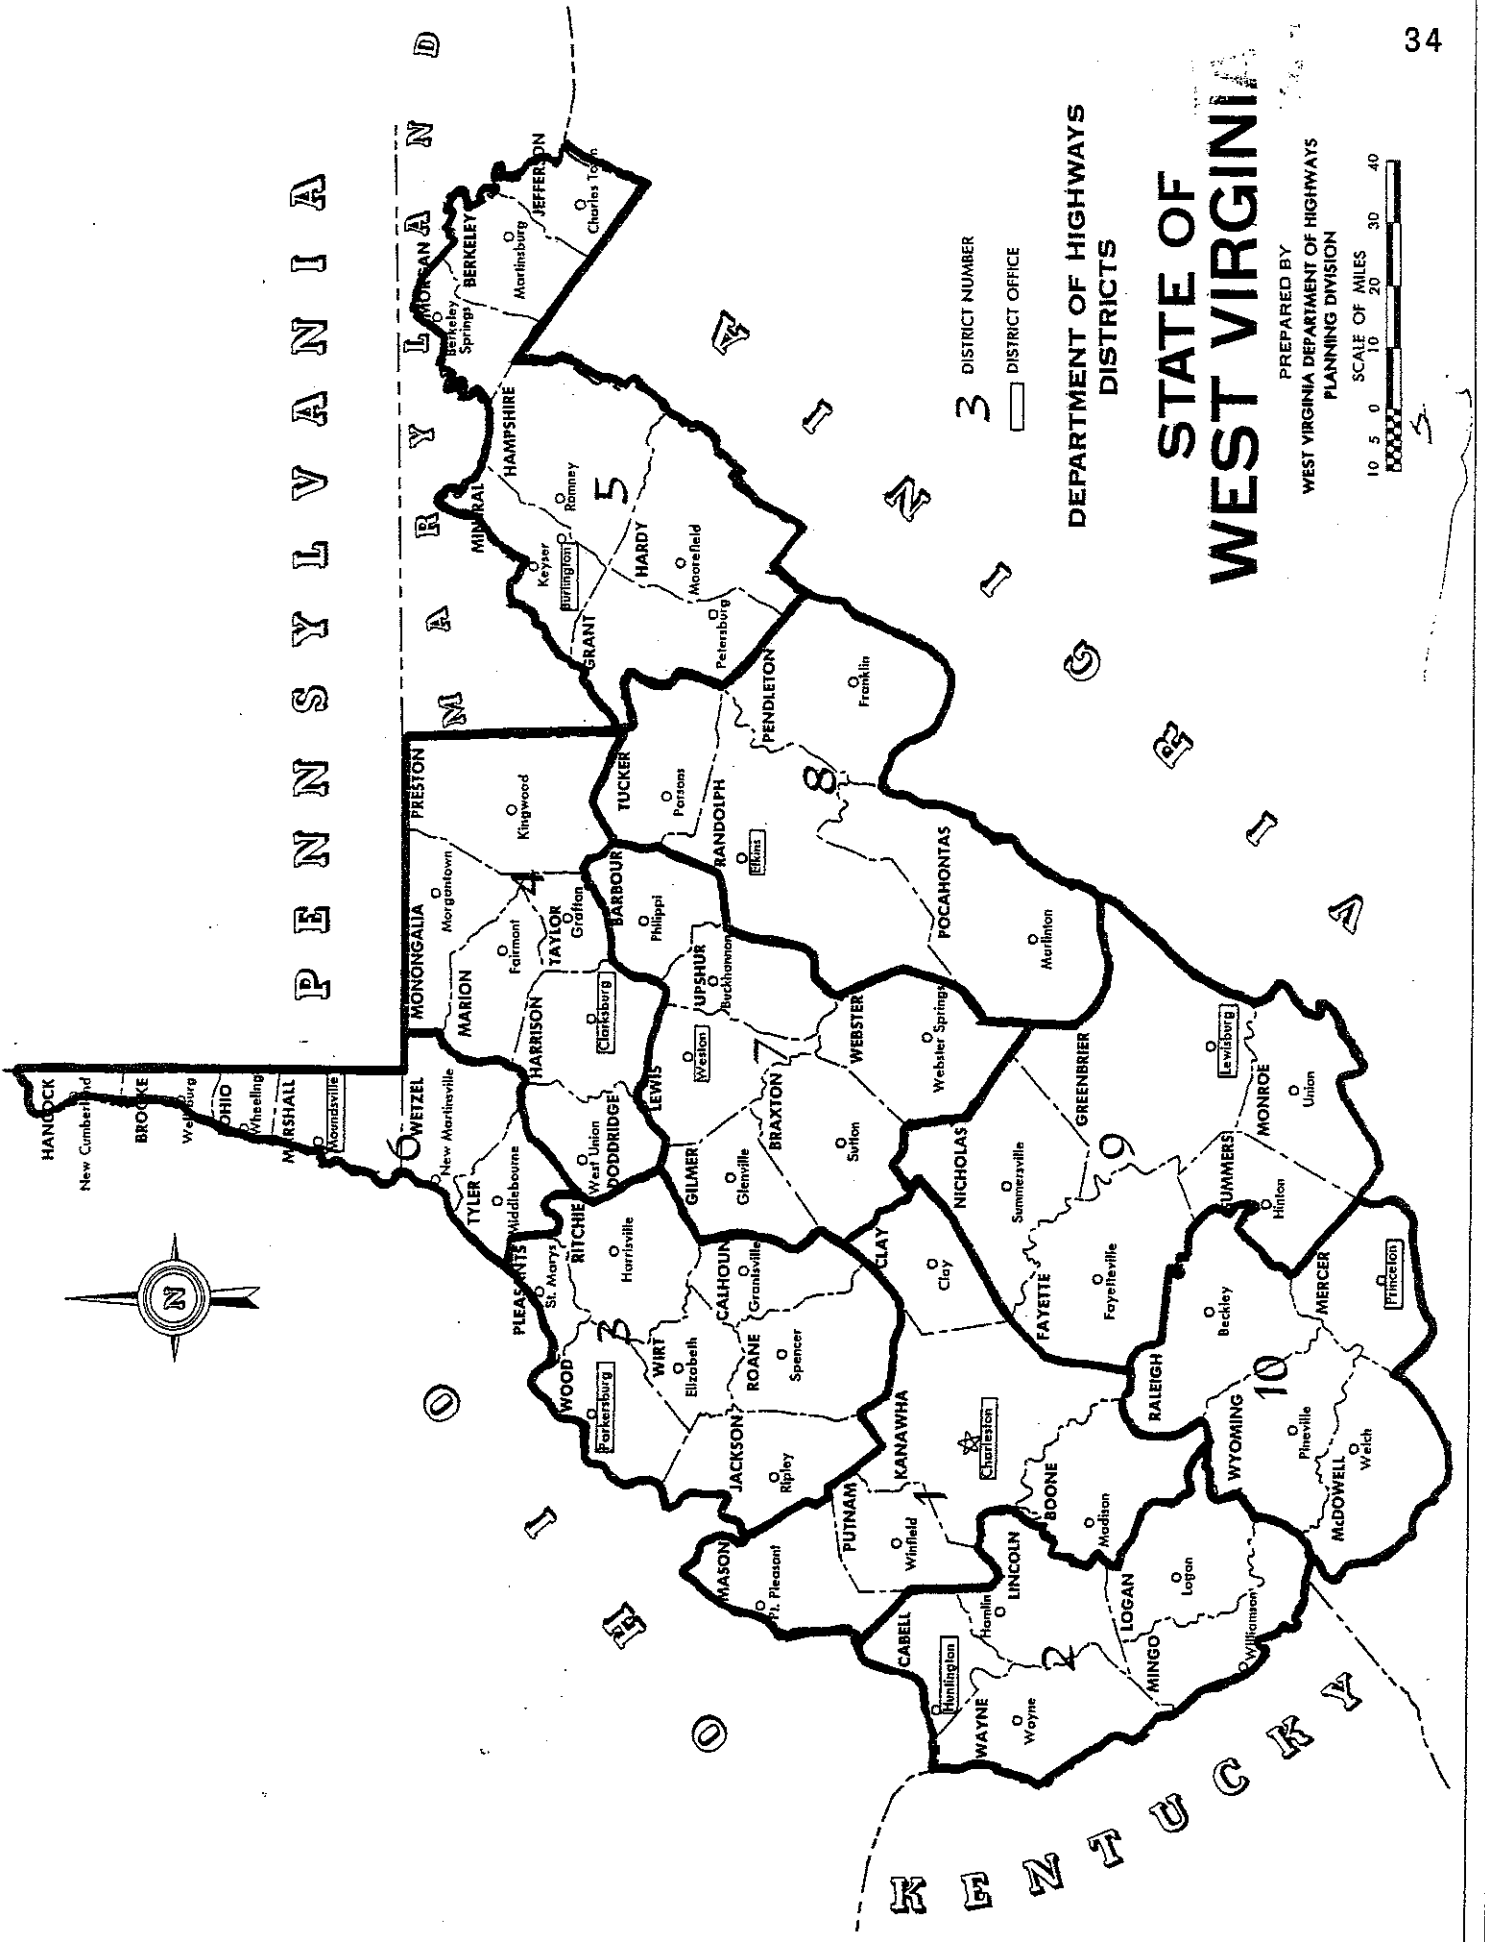 34
PENNSYLVANIA
MARYLAND
OHIO
KENTUCKY
VIRGINIA
N
HANCOCK
New Cumberland
BROOKE
OHIO
Wheeling
Moundsville
6
WETZEL
New Martinsville
TYLER
Middlebourne
PLEASANTS
St. Marys
RITCHIE
Harrisville
WOOD
Parkersburg
3
WIRT
Elizabeth
CALHOUN
Grantsville
ROANE
Spencer
JACKSON
Ripley
MONONGALIA
Morgantown
MARION
Fairmont
PRESTON
Kingwood
4
TAYLOR
Grafton
HARRISON
Clarksburg
DODDRIDGE
West Union
BARBOUR
Philippi
LEWIS
Weston
UPSHUR
Buckhannon
GILMER
Glenville
7
BRAXTON
Sutton
WEBSTER
Webster Springs
TUCKER
Parsons
RANDOLPH
Elkins
PENDLETON
Franklin
8
POCAHONTAS
Marlinton
GRANT
Petersburg
MINERAL
Keyser
Burlington
HAMPSHIRE
Romney
5
HARDY
Moorefield
MORGAN
Berkeley
Springs
BERKELEY
Martinsburg
JEFFERSON
Charles Town
MASON
Pt. Pleasant
PUTNAM
Winfield
1
KANAWHA
Charleston
CLAY
Clay
BOONE
Madison
CABELL
Huntington
WAYNE
Wayne
LINCOLN
Hamlin
2
LOGAN
Logan
MINGO
Williamson
NICHOLAS
Summersville
FAYETTE
Fayetteville
9
GREENBRIER
Lewisburg
SUMMERS
Hinton
MONROE
Union
RALEIGH
Beckley
10
WYOMING
Pineville
McDOWELL
Welch
MERCER
Princeton
3 DISTRICT NUMBER
DISTRICT OFFICE
DEPARTMENT OF HIGHWAYS
DISTRICTS
STATE OF
WEST VIRGINIA
PREPARED BY
WEST VIRGINIA DEPARTMENT OF HIGHWAYS
PLANNING DIVISION
SCALE OF MILES
10 5 0 10 20 30 40